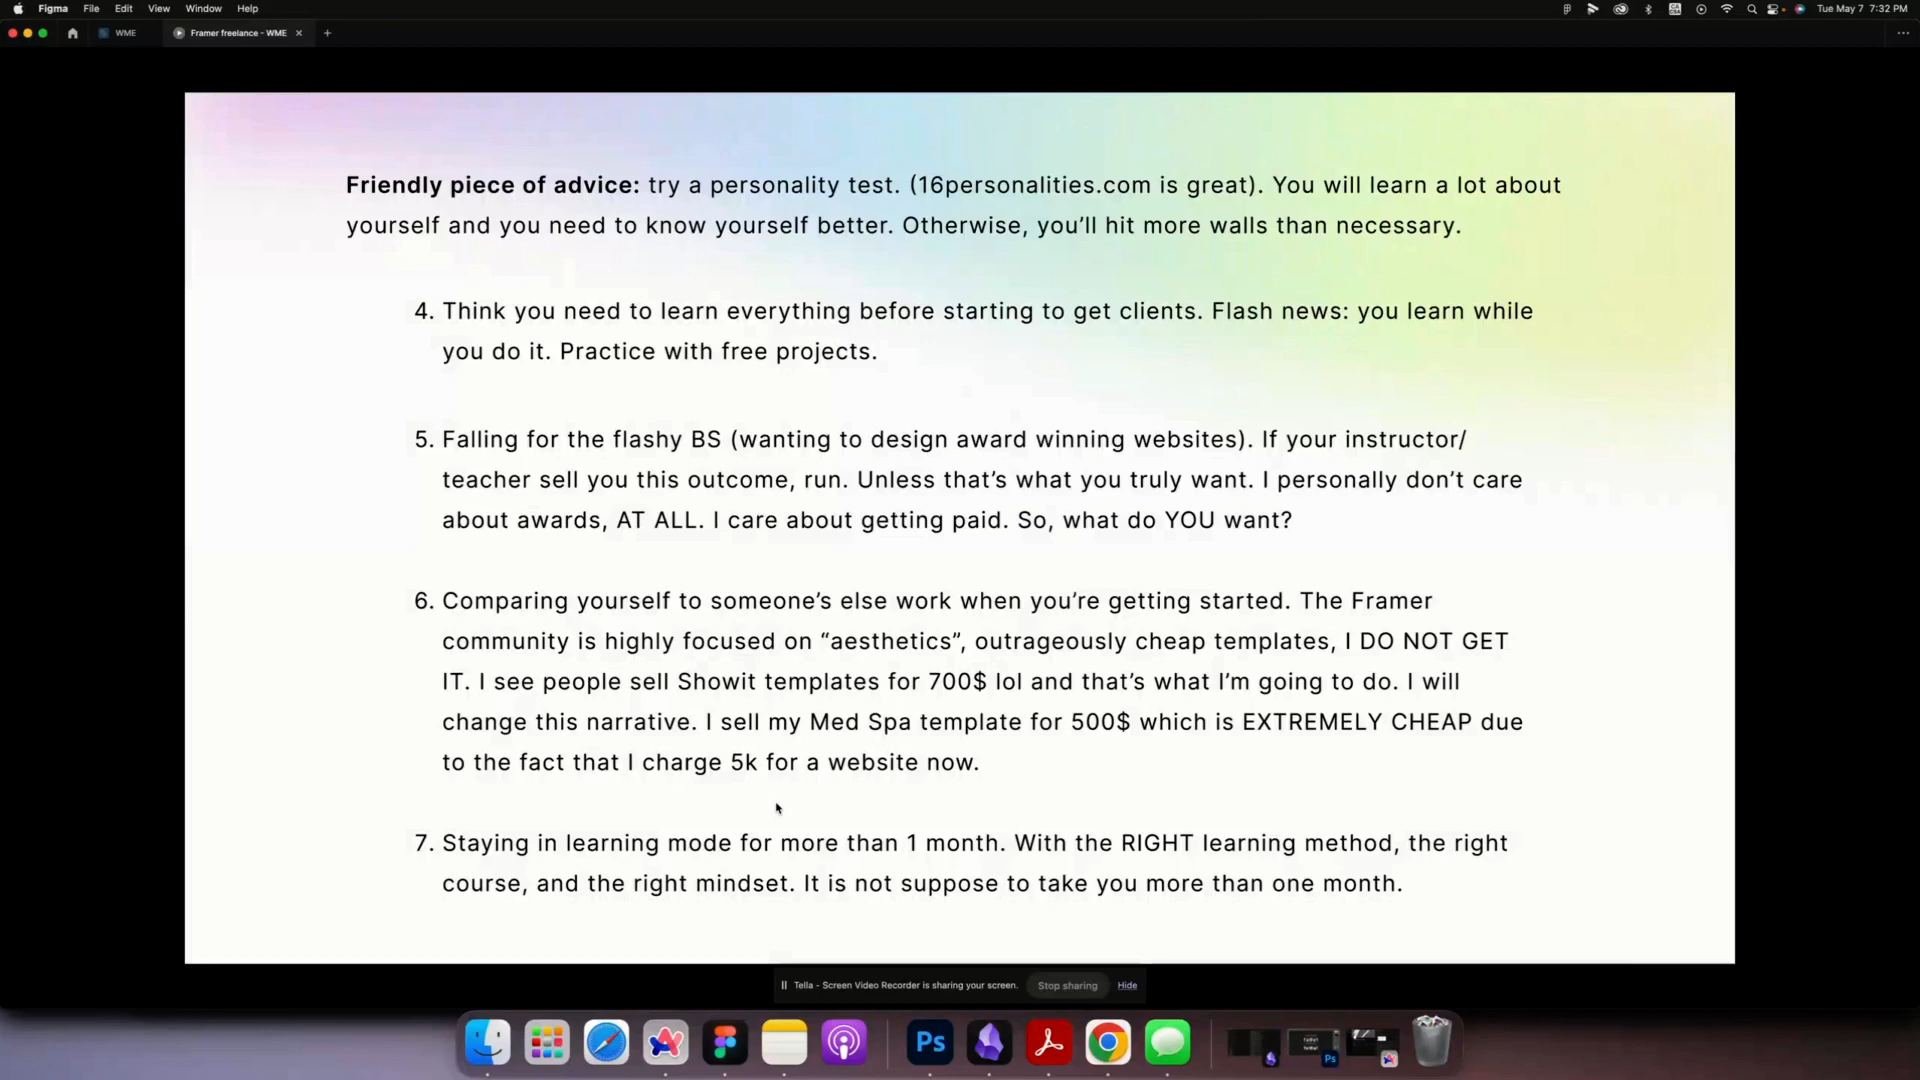 Figma File Edit View Window Help Tue May 7 7:32 PM
WME Framer freelance - WME
Friendly piece of advice: try a personality test. (16personalities.com is great). You will learn a lot about
yourself and you need to know yourself better. Otherwise, you’ll hit more walls than necessary.
4. Think you need to learn everything before starting to get clients. Flash news: you learn while
you do it. Practice with free projects.
5. Falling for the flashy BS (wanting to design award winning websites). If your instructor/
teacher sell you this outcome, run. Unless that’s what you truly want. I personally don’t care
about awards, AT ALL. I care about getting paid. So, what do YOU want?
6. Comparing yourself to someone’s else work when you’re getting started. The Framer
community is highly focused on “aesthetics”, outrageously cheap templates, I DO NOT GET
IT. I see people sell Showit templates for 700$ lol and that’s what I’m going to do. I will
change this narrative. I sell my Med Spa template for 500$ which is EXTREMELY CHEAP due
to the fact that I charge 5k for a website now.
7. Staying in learning mode for more than 1 month. With the RIGHT learning method, the right
course, and the right mindset. It is not suppose to take you more than one month.
Tella - Screen Video Recorder is sharing your screen. Stop sharing Hide
Ps
Ps